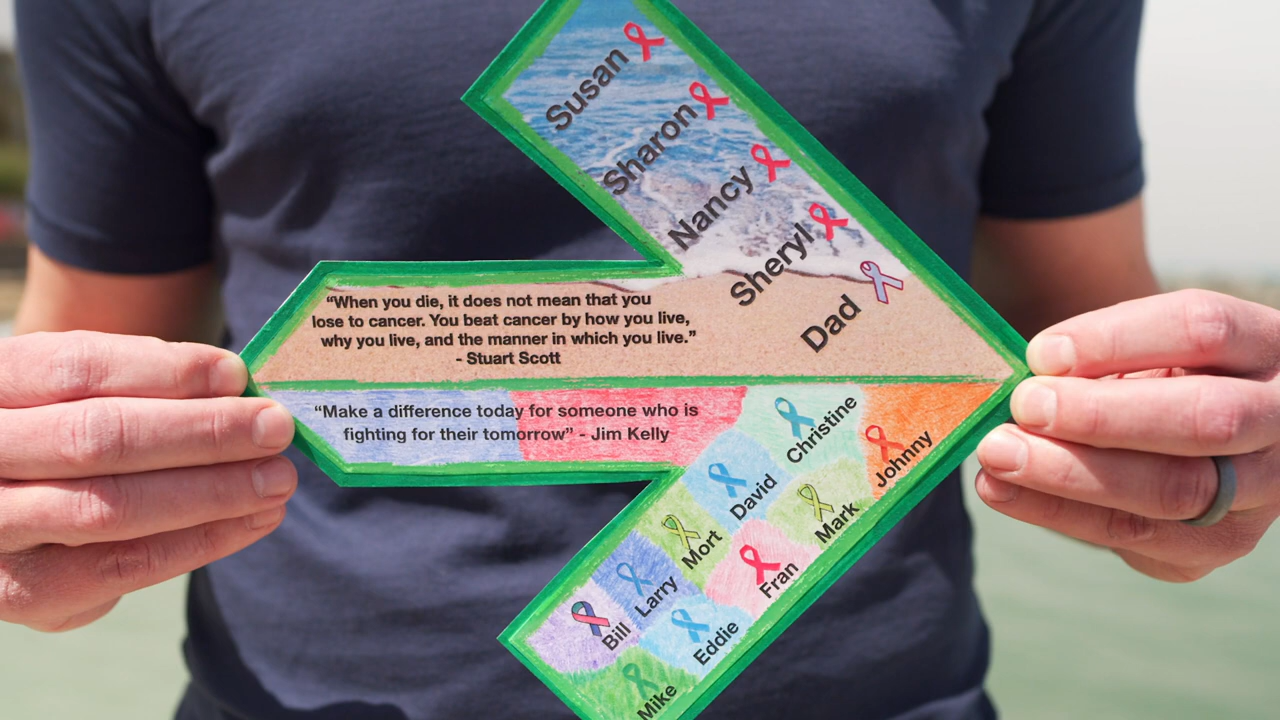 Susan
Sharon
Nancy
Sheryl
Dad
“When you die, it does not mean that you
lose to cancer. You beat cancer by how you live,
why you live, and the manner in which you live.”
- Stuart Scott
“Make a difference today for someone who is
fighting for their tomorrow” - Jim Kelly
Christine
Johnny
David
Mark
Mort
Fran
Larry
Bill
Eddie
Mike